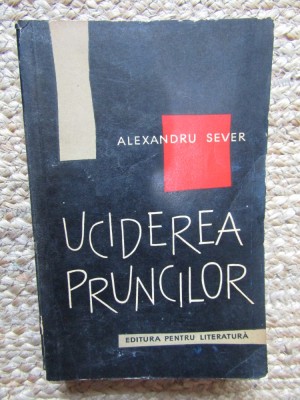 ALEXANDRU SEVER
UCIDEREA
PRUNCILOR
EDITURA PENTRU LITERATURĂ